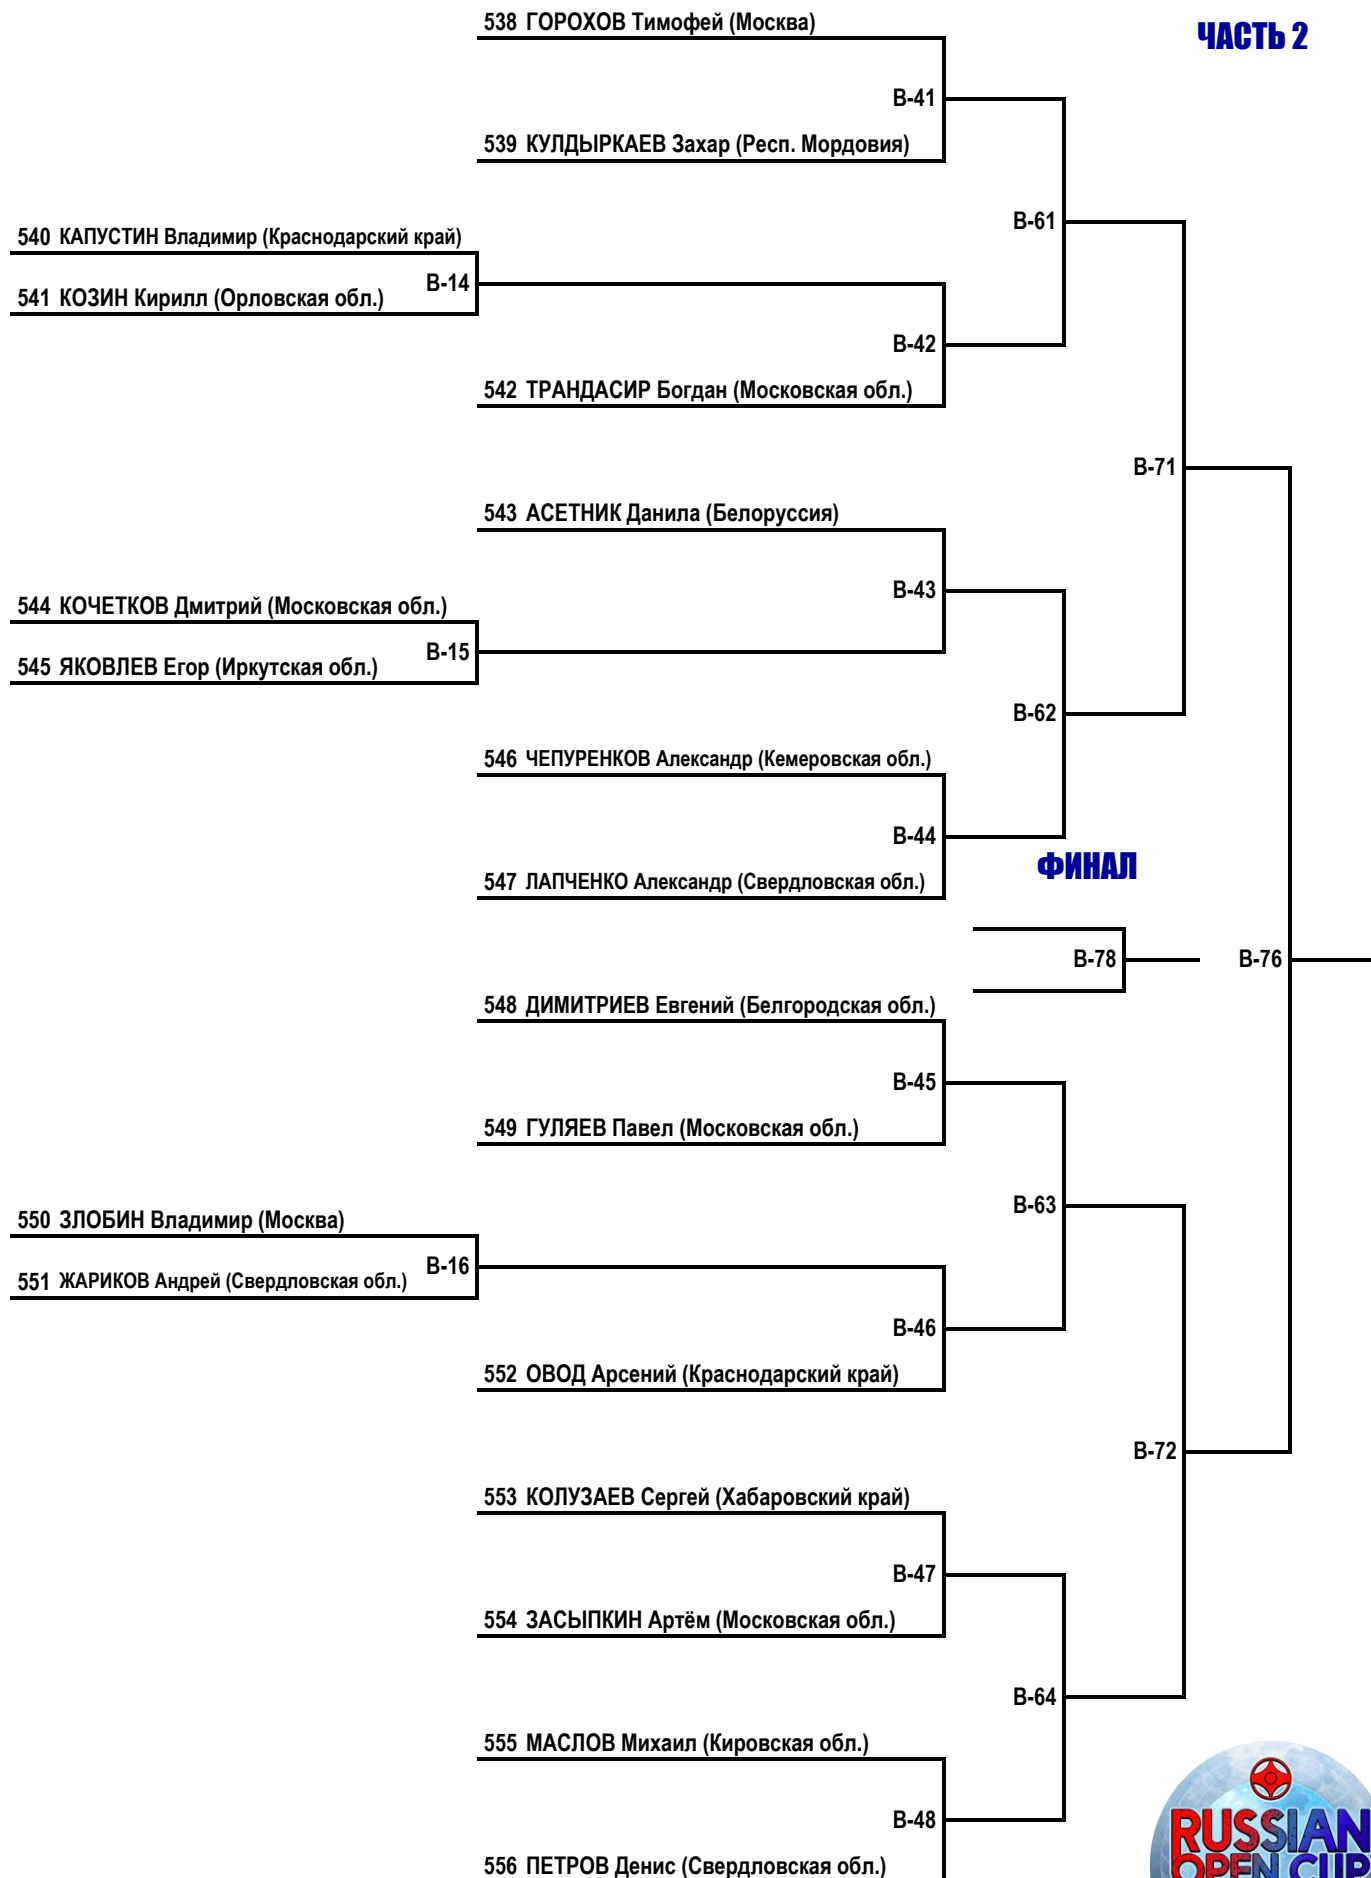 538 ГОРОХОВ Тимофей (Москва)
ЧАСТЬ 2
B-41
539 КУЛДЫРКАЕВ Захар (Респ. Мордовия)
B-61
540 КАПУСТИН Владимир (Краснодарский край)
B-14
541 КОЗИН Кирилл (Орловская обл.)
B-42
542 ТРАНДАСИР Богдан (Московская обл.)
B-71
543 АСЕТНИК Данила (Белоруссия)
B-43
544 КОЧЕТКОВ Дмитрий (Московская обл.)
B-15
545 ЯКОВЛЕВ Егор (Иркутская обл.)
B-62
546 ЧЕПУРЕНКОВ Александр (Кемеровская обл.)
B-44
ФИНАЛ
547 ЛАПЧЕНКО Александр (Свердловская обл.)
B-78
B-76
548 ДИМИТРИЕВ Евгений (Белгородская обл.)
B-45
549 ГУЛЯЕВ Павел (Московская обл.)
B-63
550 ЗЛОБИН Владимир (Москва)
B-16
551 ЖАРИКОВ Андрей (Свердловская обл.)
B-46
552 ОВОД Арсений (Краснодарский край)
B-72
553 КОЛУЗАЕВ Сергей (Хабаровский край)
B-47
554 ЗАСЫПКИН Артём (Московская обл.)
B-64
555 МАСЛОВ Михаил (Кировская обл.)
B-48
556 ПЕТРОВ Денис (Свердловская обл.)
RUSSIAN
OPEN CUP